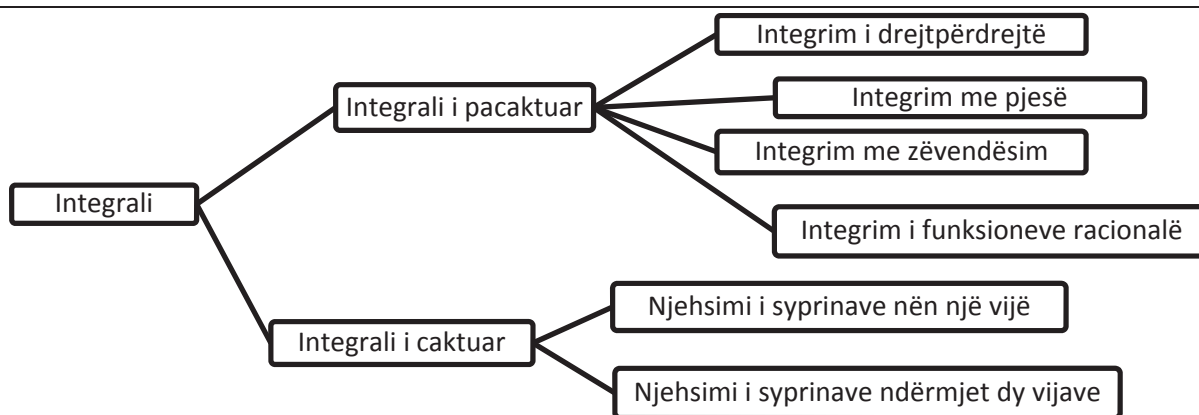 Integrim i drejtpërdrejtë
Integrali i pacaktuar
Integrim me pjesë
Integrim me zëvendësim
Integrali
Integrim i funksioneve racionalë
Njehsimi i syprinave nën një vijë
Integrali i caktuar
Njehsimi i syprinave ndërmjet dy vijave